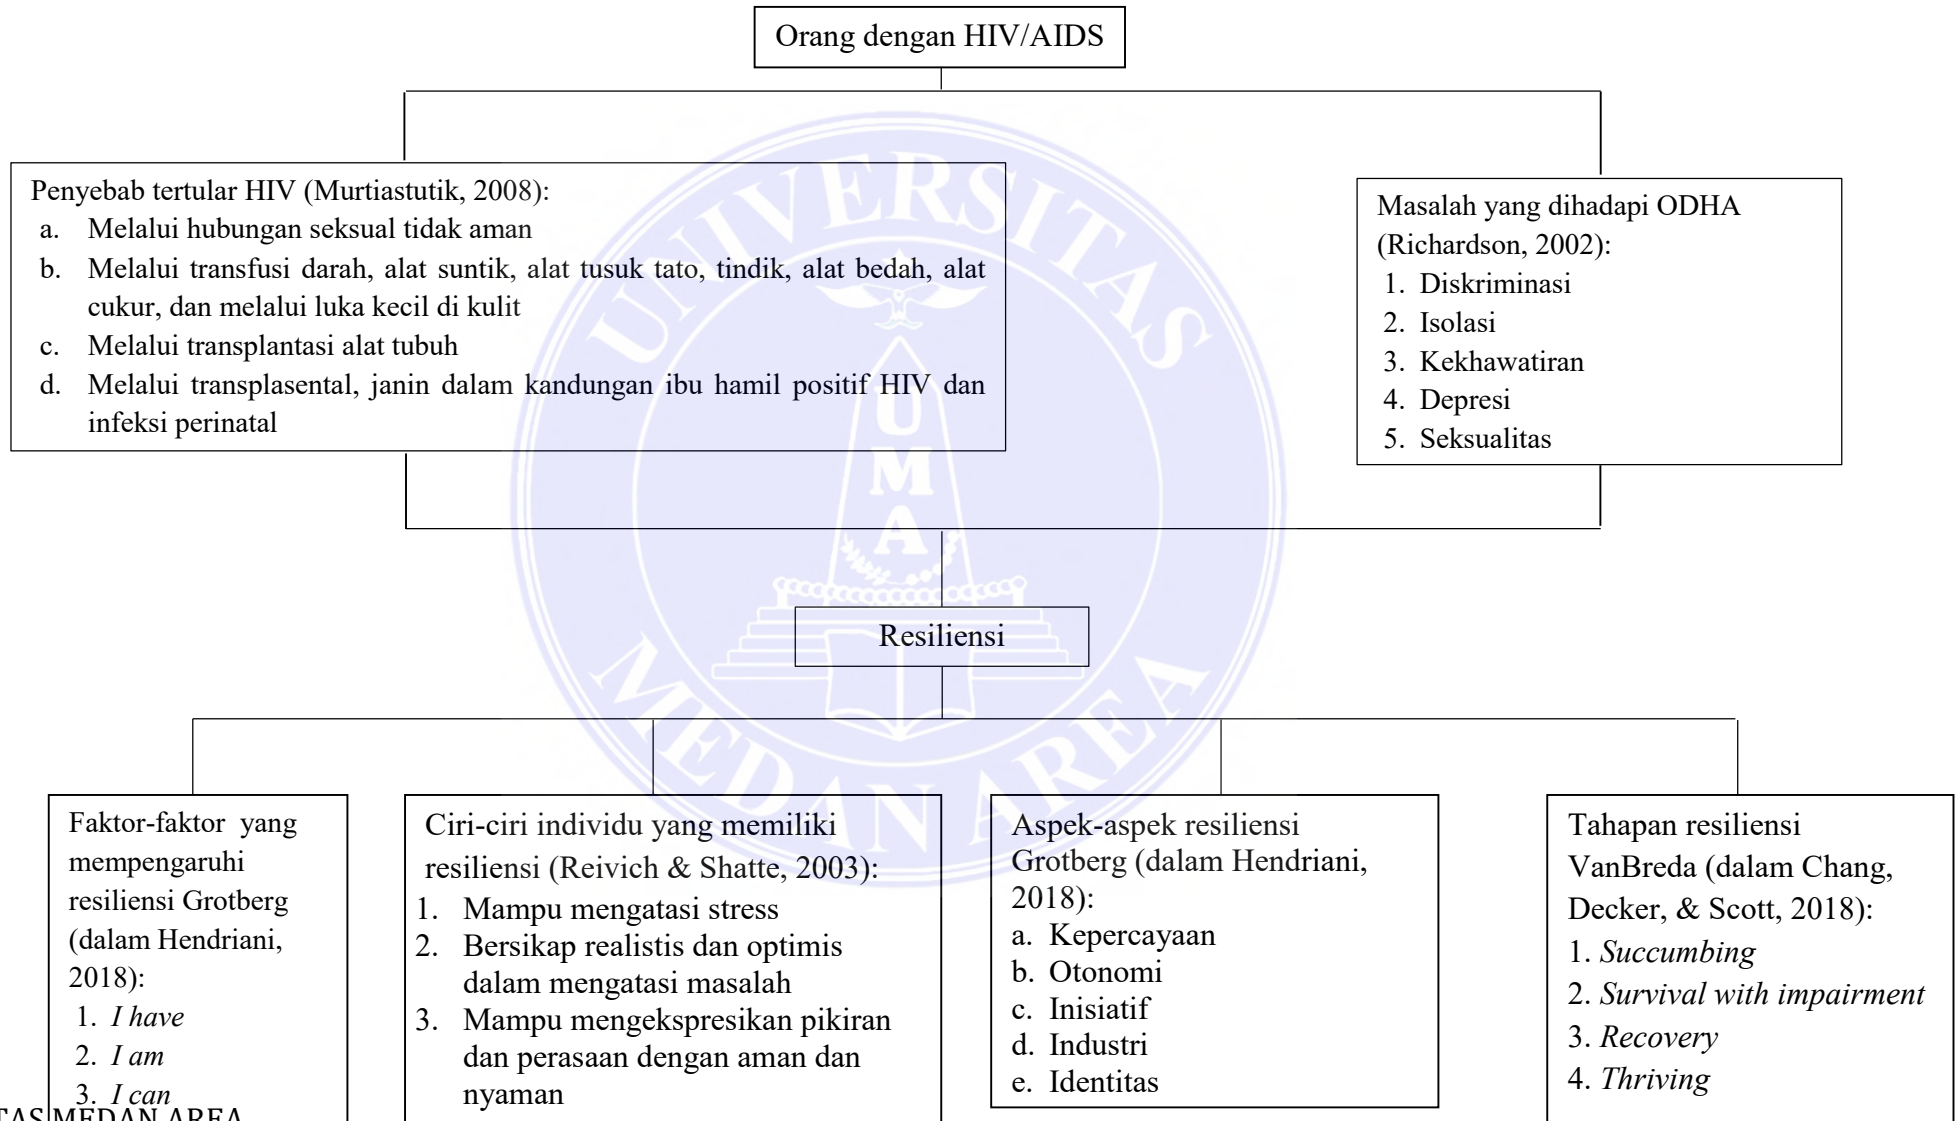 Orang dengan HIV/AIDS
Penyebab tertular HIV (Murtiastutik, 2008):
a. Melalui hubungan seksual tidak aman
b. Melalui transfusi darah, alat suntik, alat tusuk tato, tindik, alat bedah, alat
cukur, dan melalui luka kecil di kulit
c. Melalui transplantasi alat tubuh
d. Melalui transplasental, janin dalam kandungan ibu hamil positif HIV dan
infeksi perinatal
Masalah yang dihadapi ODHA
(Richardson, 2002):
1. Diskriminasi
2. Isolasi
3. Kekhawatiran
4. Depresi
5. Seksualitas
UNIVERSITAS
U
M
A
MEDAN AREA
Resiliensi
Faktor-faktor yang
mempengaruhi
resiliensi Grotberg
(dalam Hendriani,
2018):
1. I have
2. I am
3. I can
Ciri-ciri individu yang memiliki
resiliensi (Reivich & Shatte, 2003):
1. Mampu mengatasi stress
2. Bersikap realistis dan optimis
dalam mengatasi masalah
3. Mampu mengekspresikan pikiran
dan perasaan dengan aman dan
nyaman
Aspek-aspek resiliensi
Grotberg (dalam Hendriani,
2018):
a. Kepercayaan
b. Otonomi
c. Inisiatif
d. Industri
e. Identitas
Tahapan resiliensi
VanBreda (dalam Chang,
Decker, & Scott, 2018):
1. Succumbing
2. Survival with impairment
3. Recovery
4. Thriving
TAS MEDAN AREA